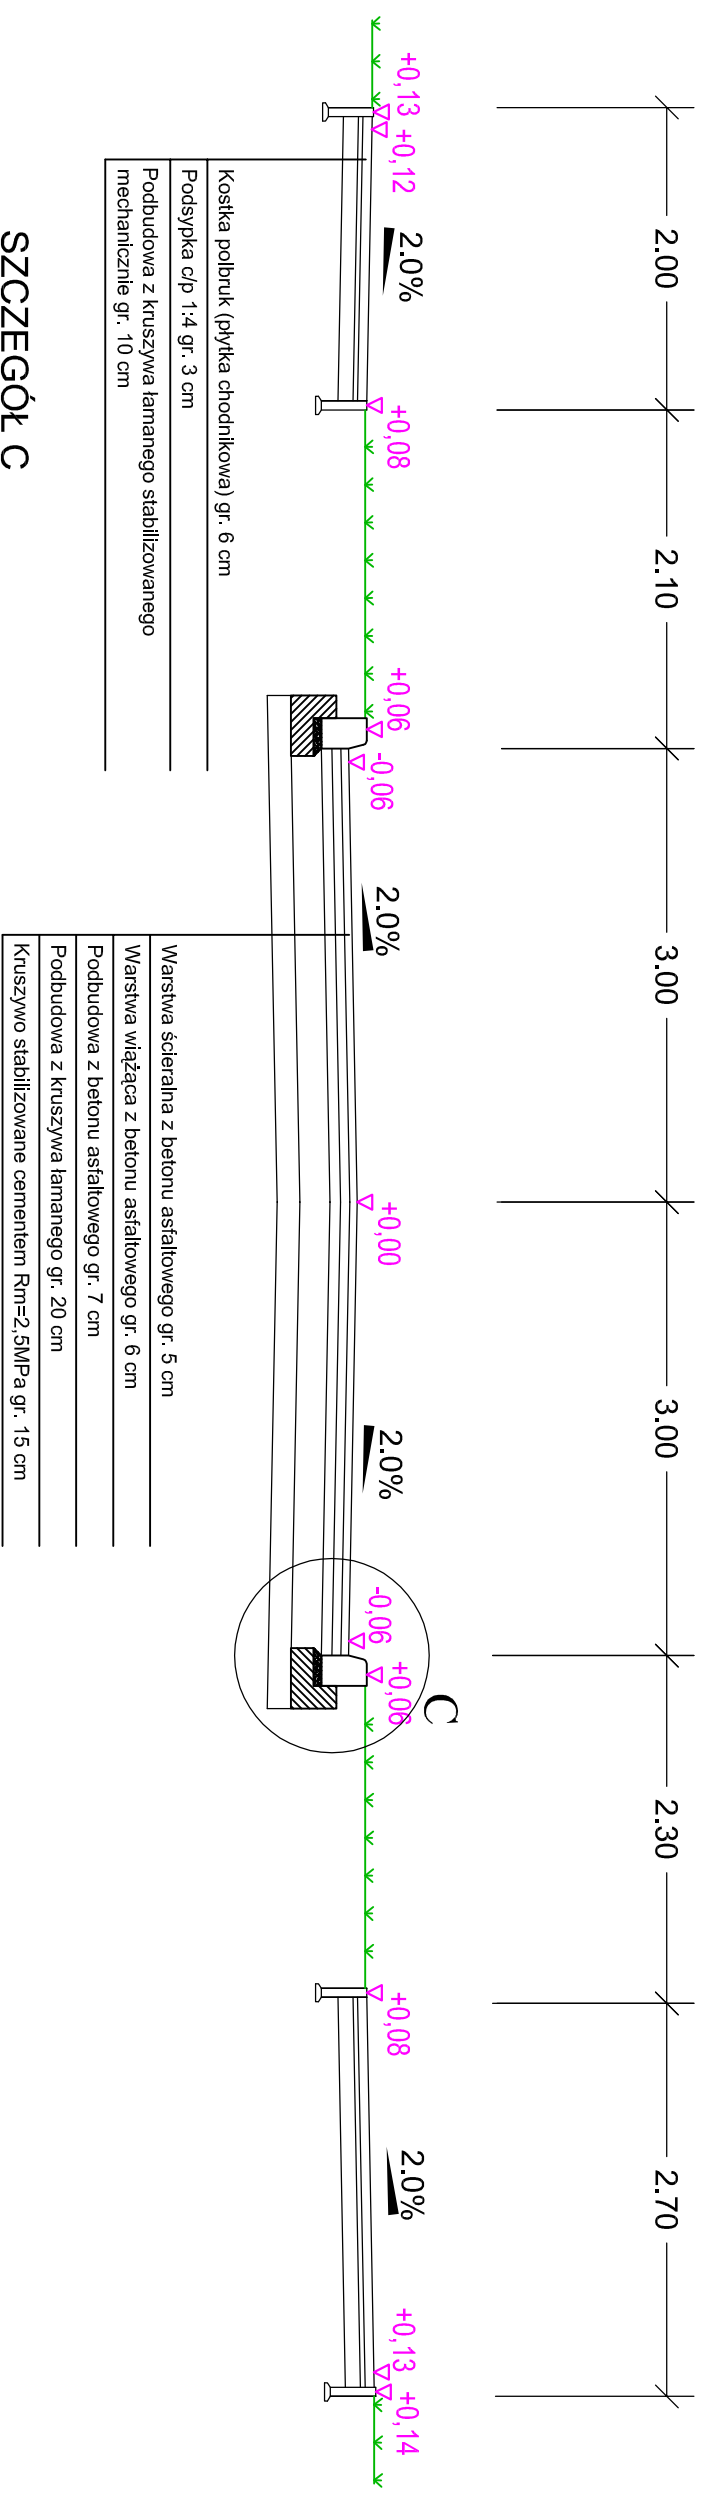 2.00
2.10
3.00
3.00
2.30
2.70
+0,13
+0,12
2.0%
+0,08
+0,06
-0,06
2.0%
+0,00
2.0%
-0,06
+0,06
C
+0,08
2.0%
+0,13
+0,14
Kostka polbruk (płytka chodnikowa) gr. 6 cm
Podsypka c/p 1:4 gr. 3 cm
Podbudowa z kruszywa łamanego stabilizowanego
mechanicznie gr. 10 cm
Warstwa ścieralna z betonu asfaltowego gr. 5 cm
Warstwa wiążąca z betonu asfaltowego gr. 6 cm
Podbudowa z betonu asfaltowego gr. 7 cm
Podbudowa z kruszywa łamanego gr. 20 cm
Kruszywo stabilizowane cementem Rm=2,5MPa gr. 15 cm
SZCZEGÓŁ C